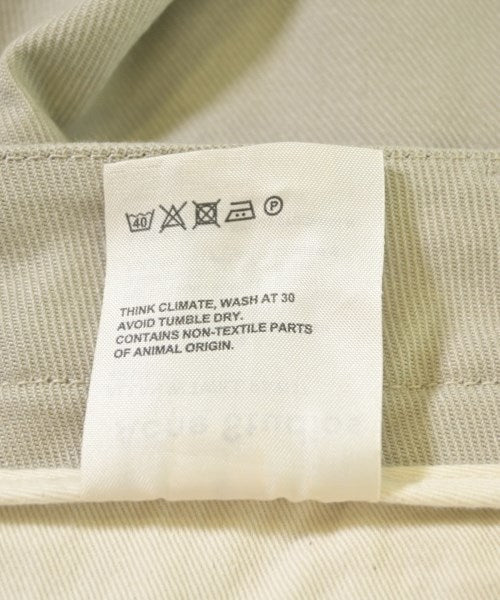 40 P
THINK CLIMATE, WASH AT 30
AVOID TUMBLE DRY.
CONTAINS NON-TEXTILE PARTS
OF ANIMAL ORIGIN.